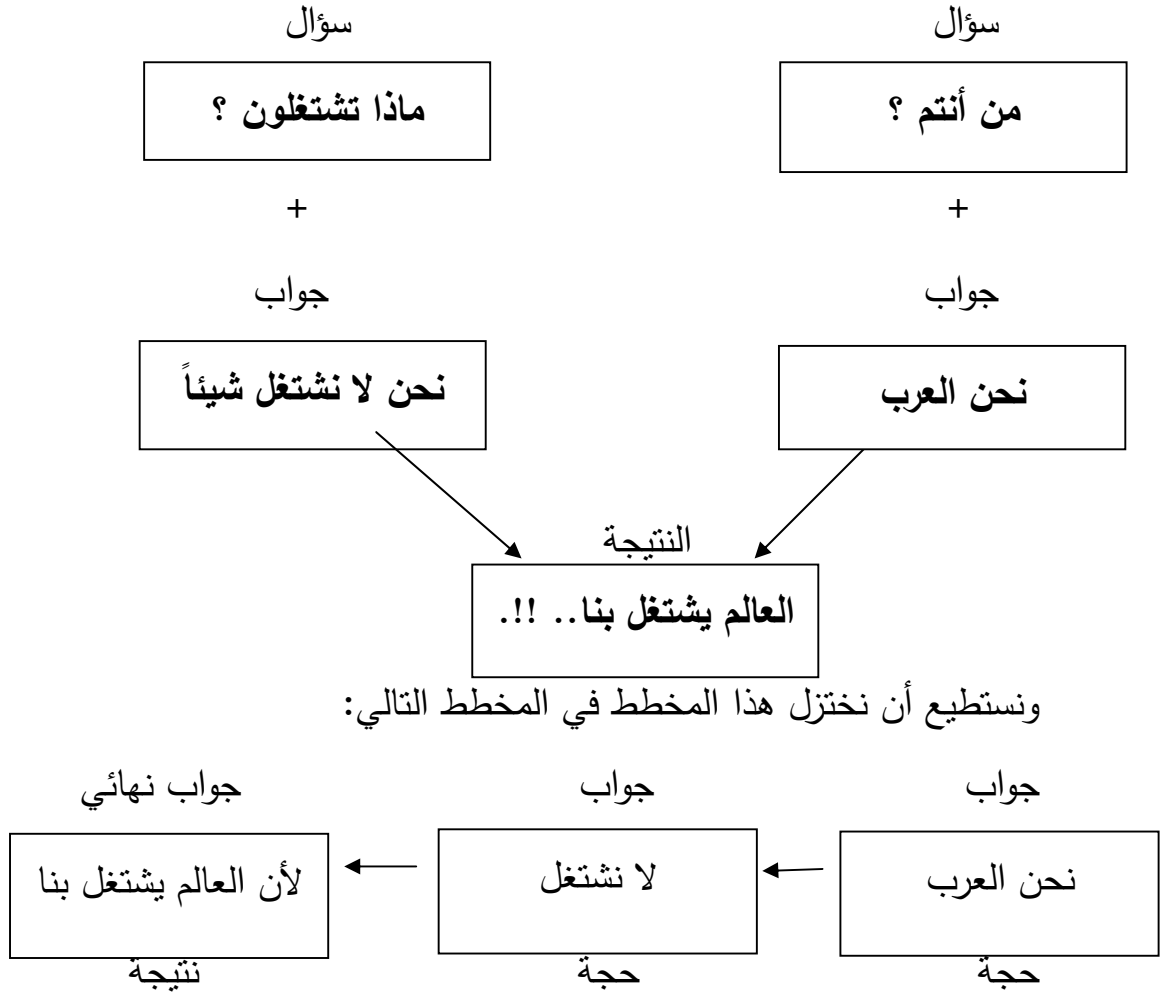 سؤال
سؤال
من أنتم ؟
ماذا تشتغلون ؟
+
+
جواب
جواب
نحن العرب
نحن لا نشتغل شيئاً
النتيجة
العالم يشتغل بنا.. !!.
ونستطيع أن نختزل هذا المخطط في المخطط التالي:
جواب
جواب
جواب نهائي
نحن العرب
لا نشتغل
لأن العالم يشتغل بنا
حجة
حجة
نتيجة